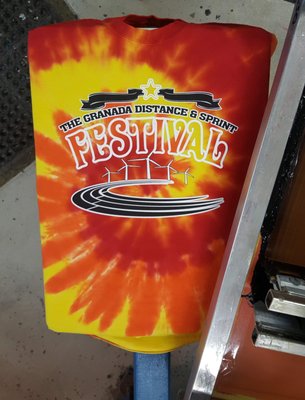 THE GRANADA DISTANCE & SPRINT
FESTIVAL